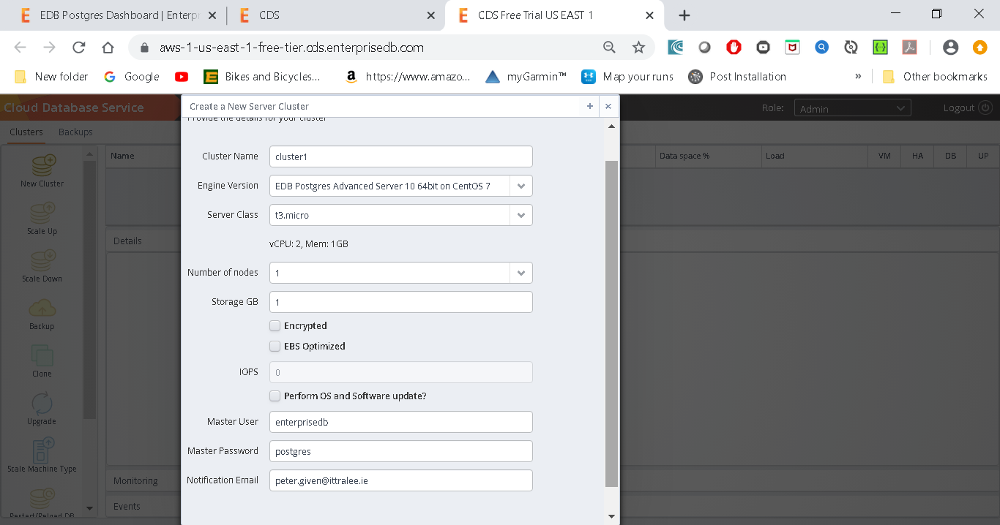 EDB Postgres Dashboard | Enterpr
CDS
CDS Free Trial US EAST 1
aws-1-us-east-1-free-tier.cds.enterprisedb.com
New folder
Google
Bikes and Bicycles...
https://www.amazo...
myGarmin™
Map your runs
Post Installation
»
Other bookmarks
Cloud Database Service
Role:
Admin
Logout
Clusters
Backups
Create a New Server Cluster
Provide the details for your cluster
Name
Data space %
Load
VM
HA
DB
UP
New Cluster
Scale Up
Scale Down
Backup
Clone
Upgrade
Scale Machine Type
Restart/Reload DB
Details
Monitoring
Events
Cluster Name
cluster1
Engine Version
EDB Postgres Advanced Server 10 64bit on CentOS 7
Server Class
t3.micro
vCPU: 2, Mem: 1GB
Number of nodes
1
Storage GB
1
Encrypted
EBS Optimized
IOPS
0
Perform OS and Software update?
Master User
enterprisedb
Master Password
postgres
Notification Email
peter.given@ittralee.ie